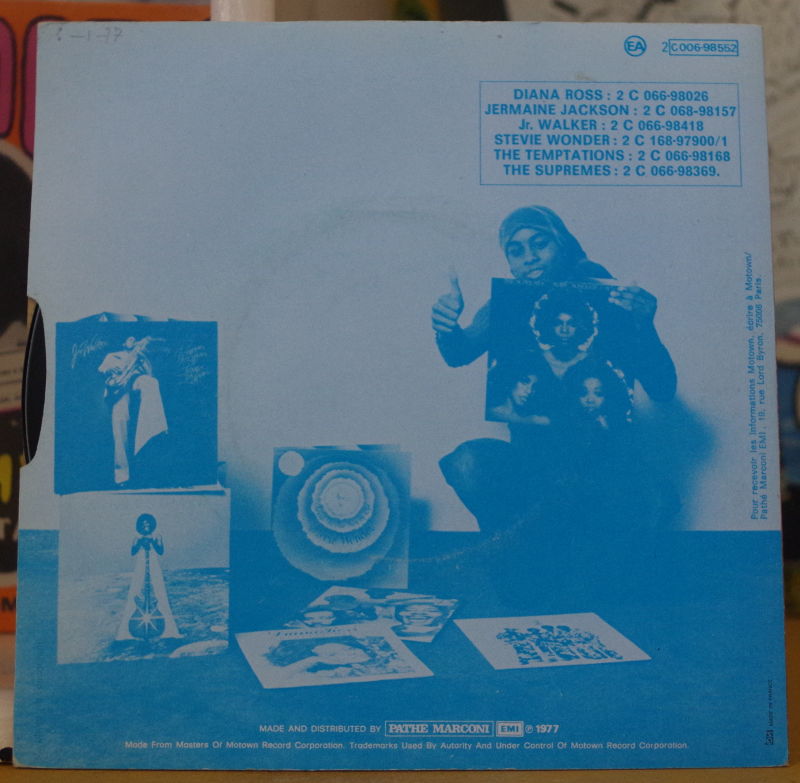 EA 2C006-98552
DIANA ROSS : 2 C 066-98026
JERMAINE JACKSON : 2 C 068-98157
Jr. WALKER : 2 C 066-98418
STEVIE WONDER : 2 C 168-97900/1
THE TEMPTATIONS : 2 C 066-98168
THE SUPREMES : 2 C 066-98369.
Pour recevoir les Informations Motown, écrire à Motown/
Pathé Marconi EMI, 19, rue Lord Byron, 75008 Paris.
MADE AND DISTRIBUTED BY PATHE MARCONI EMI ℗ 1977
Made From Masters Of Motown Record Corporation. Trademarks Used By Autority And Under Control Of Motown Record Corporation.
MADE IN FRANCE